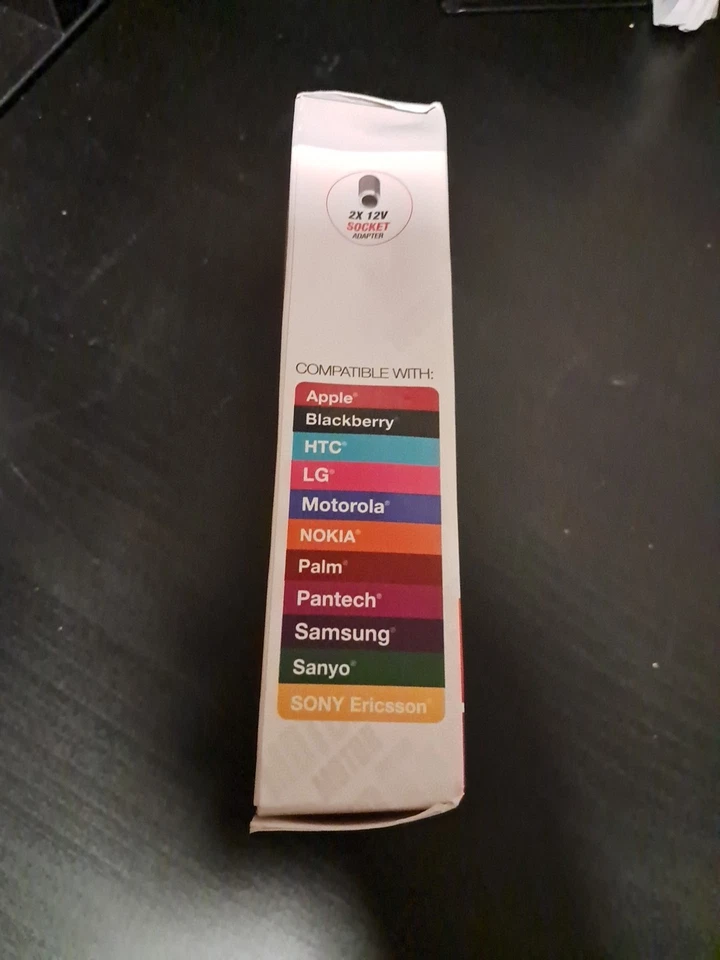 2X 12V
SOCKET
ADAPTER
COMPATIBLE WITH:
Apple®
Blackberry®
HTC®
LG®
Motorola®
NOKIA®
Palm®
Pantech®
Samsung®
Sanyo®
SONY Ericsson®